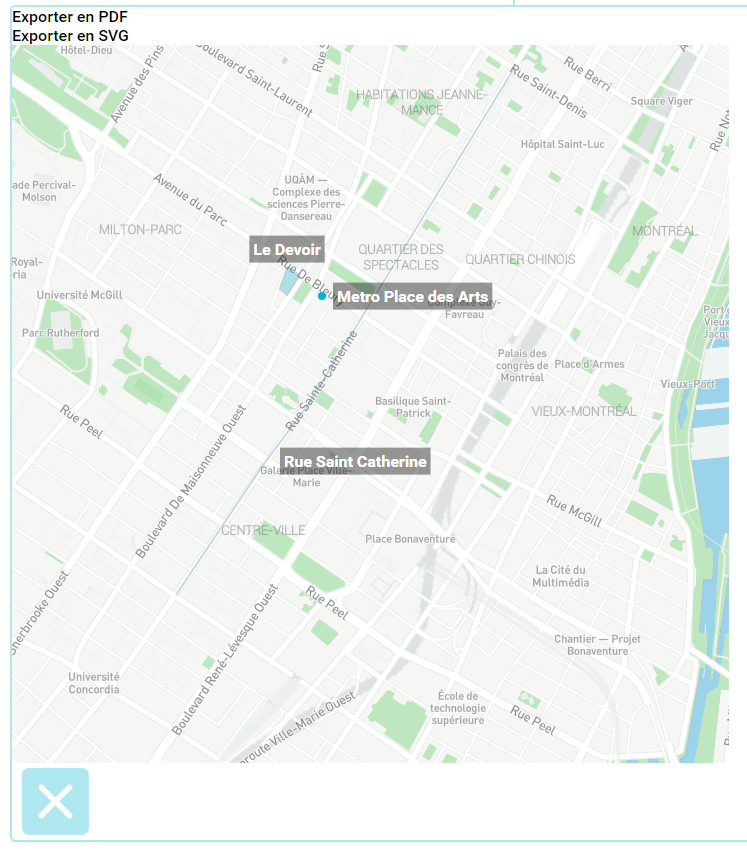 Exporter en PDF
Exporter en SVG
Hôtel-Dieu
Avenue des Pins
Boulevard Saint-Laurent
Rue Saint-Denis
Rue Berri
HABITATIONS JEANNE-
MANCE
Square Viger
Hôpital Saint-Luc
UQÀM —
Complexe des
sciences Pierre-
Dansereau
Avenue du Parc
ade Percival-
Molson
MILTON-PARC
MONTRÉAL
Le Devoir
QUARTIER DES
SPECTACLES
QUARTIER CHINOIS
Royal-
ria
Rue De Bleury
Université McGill
Metro Place des Arts
Complexe Guy-
Favreau
Port
Vieux
Jacqu
Parc Rutherford
Rue Sainte-Catherine
Palais des
congrès de
Montréal
Place d'Armes
Vieux-Port
Rue Peel
Basilique Saint-
Patrick
VIEUX-MONTRÉAL
Boulevard De Maisonneuve Ouest
Rue Saint Catherine
Galerie Place Ville-
Marie
Rue McGill
CENTRE-VILLE
Place Bonaventure
La Cité du
Multimédia
Sherbrooke Ouest
Boulevard René-Lévesque Ouest
Rue Peel
Chantier — Projet
Bonaventure
Université
Concordia
École de
technologie
supérieure
Rue Peel
oroute Ville-Marie Ouest